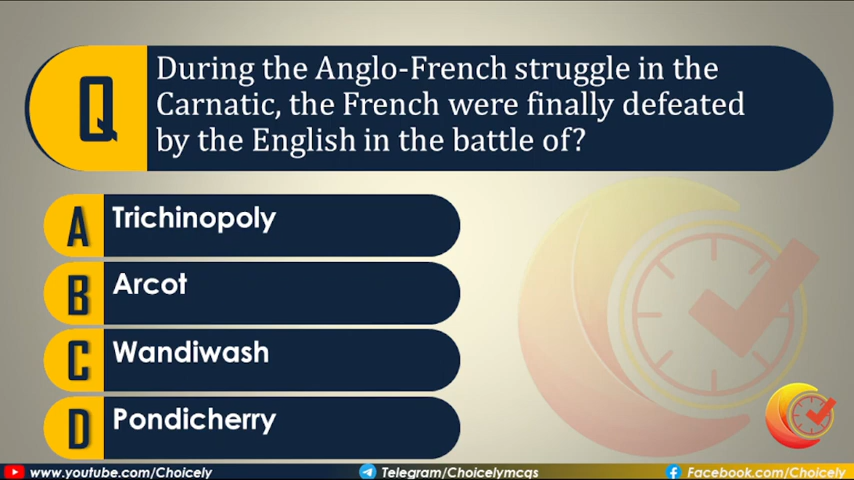 Q
During the Anglo-French struggle in the
Carnatic, the French were finally defeated
by the English in the battle of?
A Trichinopoly
B Arcot
C Wandiwash
D Pondicherry
www.youtube.com/Choicely Telegram/Choicelymcqs Facebook.com/Choicely